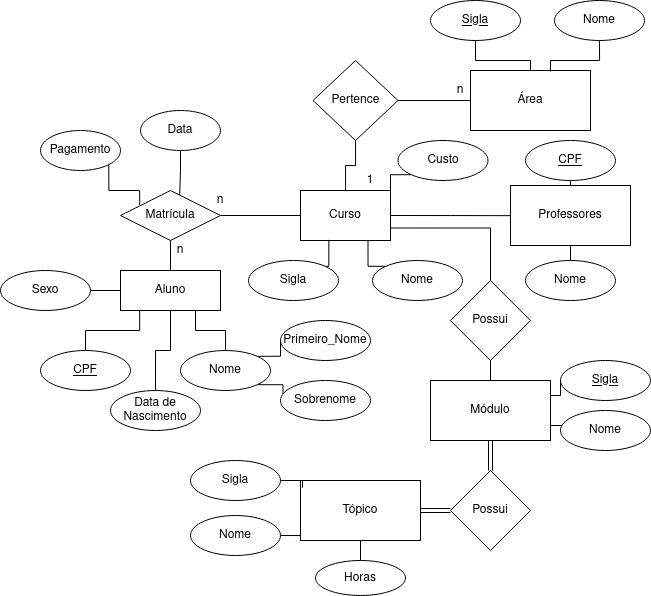 Sigla
Nome
n
Pertence
Área
Data
Pagamento
Custo
CPF
1
n
Matrícula
Curso
Professores
n
Sigla
Nome
Nome
Sexo
Aluno
Possui
Primeiro_Nome
CPF
Nome
Data de
Nascimento
Sobrenome
Módulo
Sigla
Nome
Sigla
Tópico
Possui
Nome
Horas